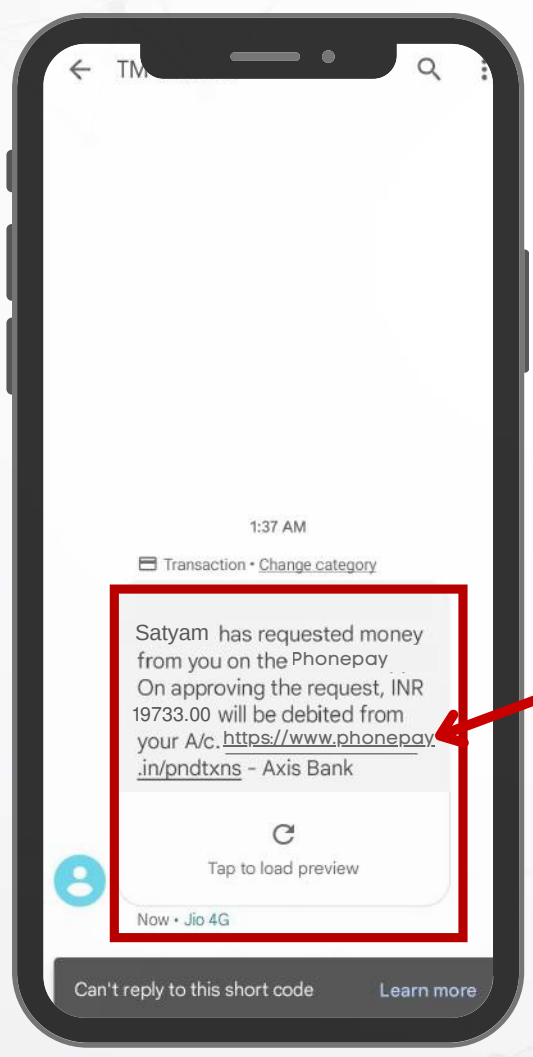 TM
1:37 AM
Transaction • Change category
Satyam has requested money
from you on the Phonepay
On approving the request, INR
19733.00 will be debited from
your A/c. https://www.phonepay
.in/pndtxns - Axis Bank
Tap to load preview
Now • Jio 4G
Can't reply to this short code Learn more